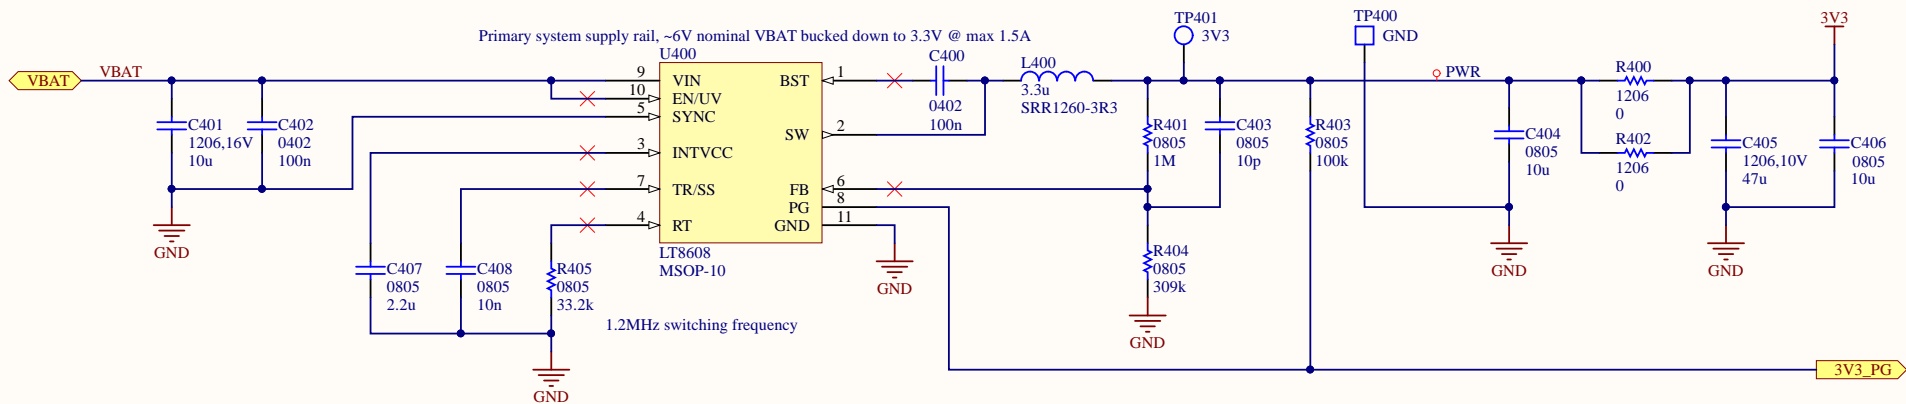 Primary system supply rail, ~6V nominal VBAT bucked down to 3.3V @ max 1.5A
VBAT
VBAT
C401
1206,16V
10u
C402
0402
100n
GND
U400
9
VIN
10
EN/UV
5
SYNC
3
INTVCC
7
TR/SS
4
RT
BST
1
SW
2
FB
6
PG
8
GND
11
LT8608
MSOP-10
C407
0805
2.2u
C408
0805
10n
R405
0805
33.2k
GND
1.2MHz switching frequency
GND
C400
0402
100n
L400
3.3u
SRR1260-3R3
TP401
3V3
R401
0805
1M
C403
0805
10p
R404
0805
309k
GND
R403
0805
100k
TP400
GND
PWR
C404
0805
10u
GND
R400
1206
0
R402
1206
0
C405
1206,10V
47u
GND
3V3
C406
0805
10u
3V3_PG